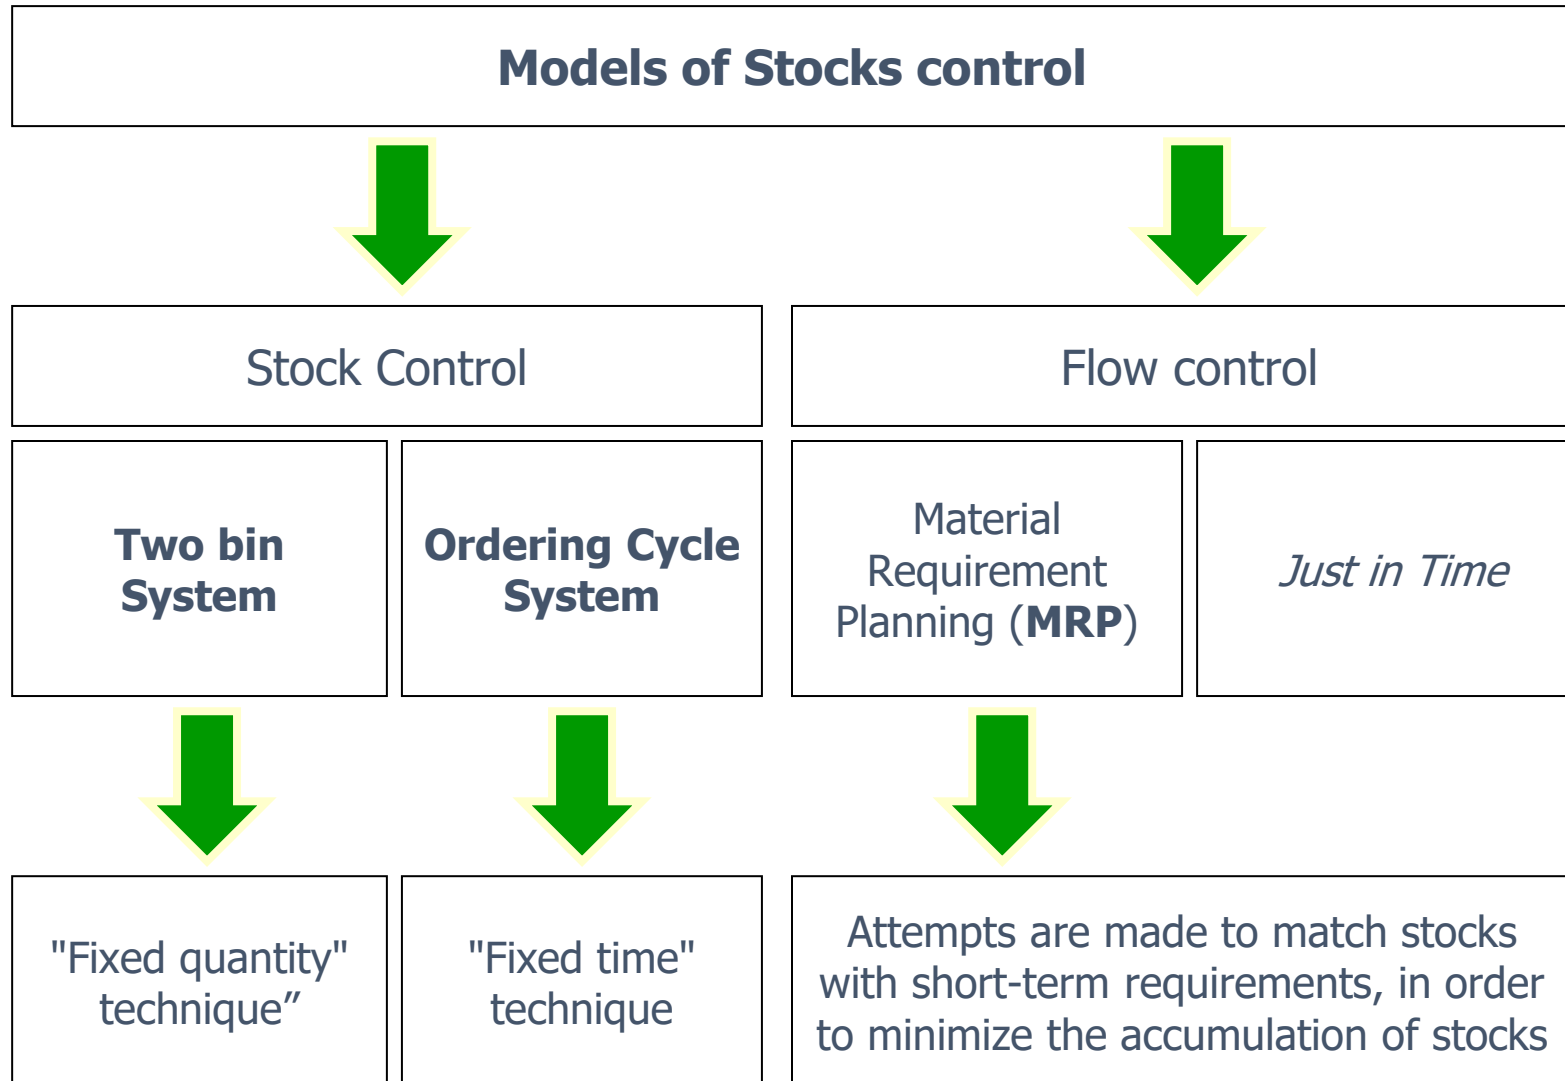 Models of Stocks control
Stock Control
Flow control
Two bin
System
Ordering Cycle
System
Material
Requirement
Planning (MRP)
Just in Time
"Fixed quantity"
technique”
"Fixed time"
technique
Attempts are made to match stocks
with short-term requirements, in order
to minimize the accumulation of stocks